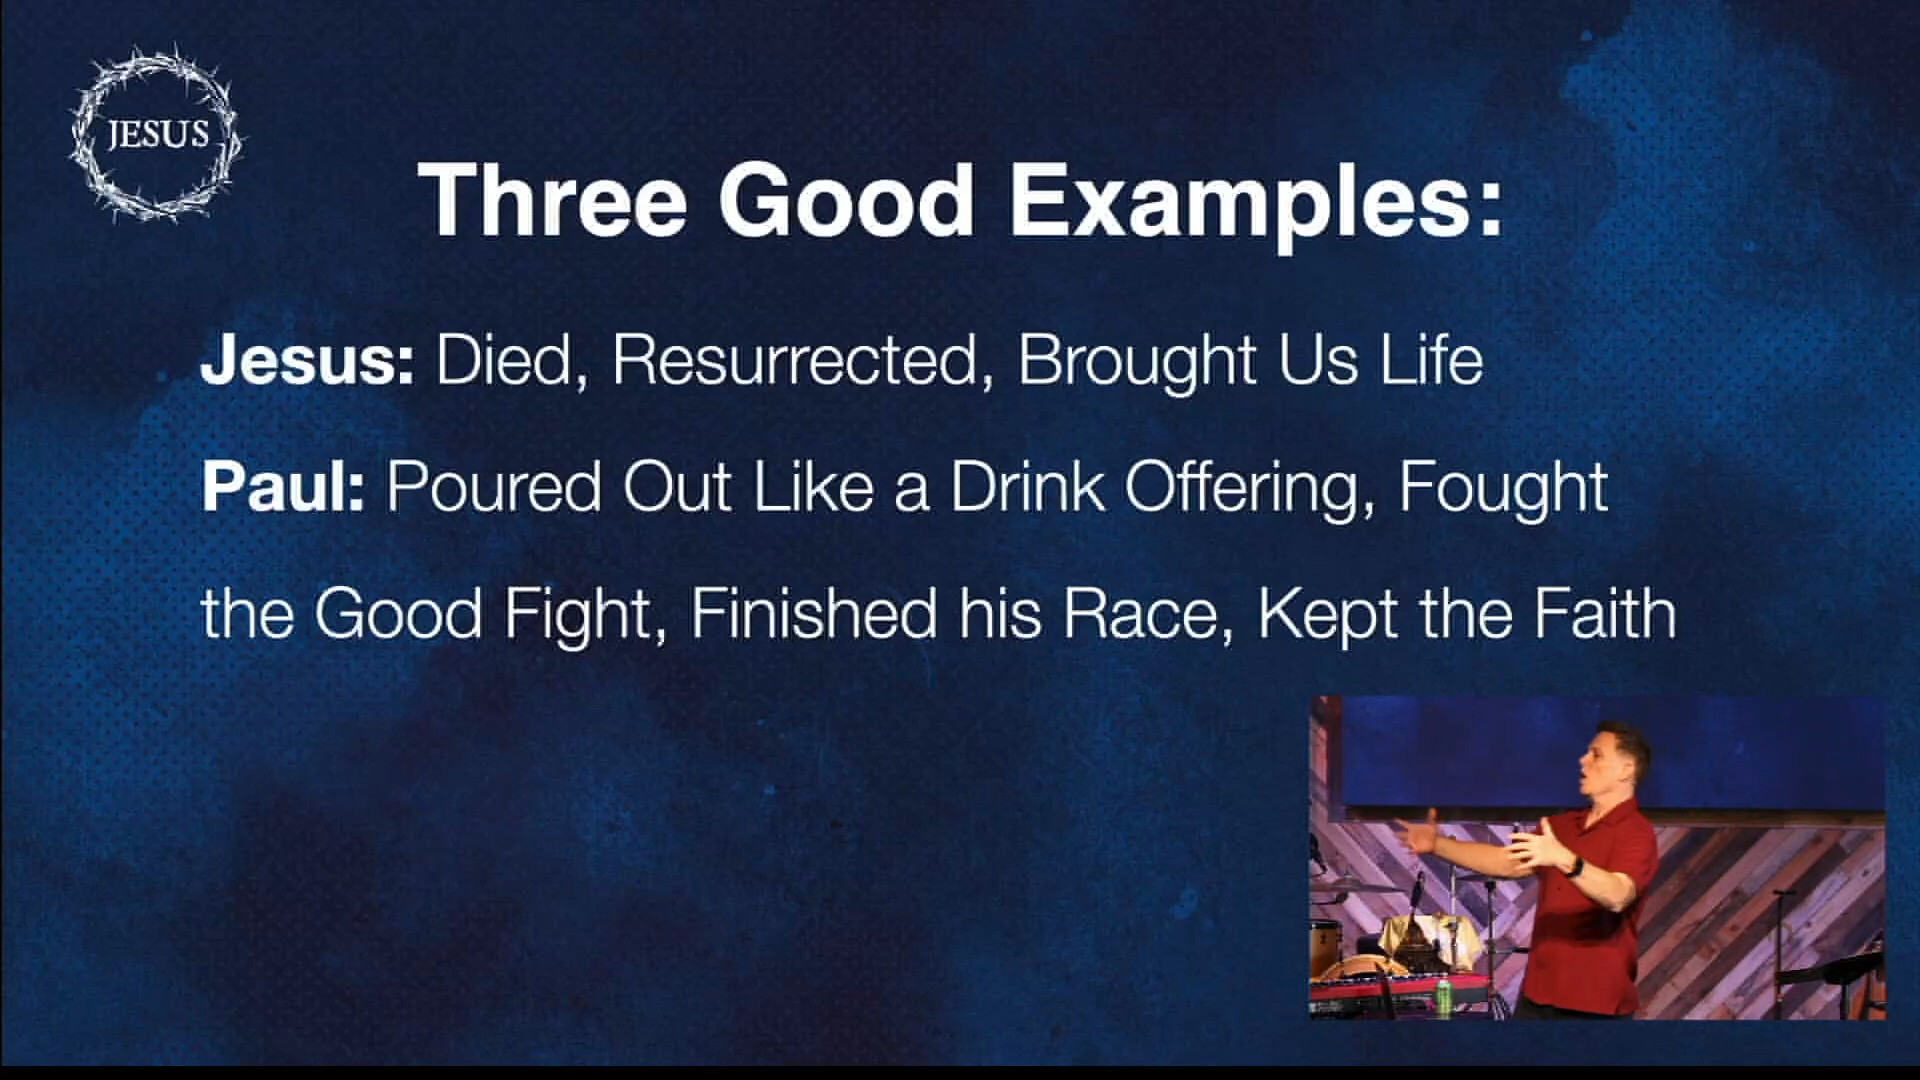 JESUS
Three Good Examples:
Jesus: Died, Resurrected, Brought Us Life
Paul: Poured Out Like a Drink Offering, Fought
the Good Fight, Finished his Race, Kept the Faith